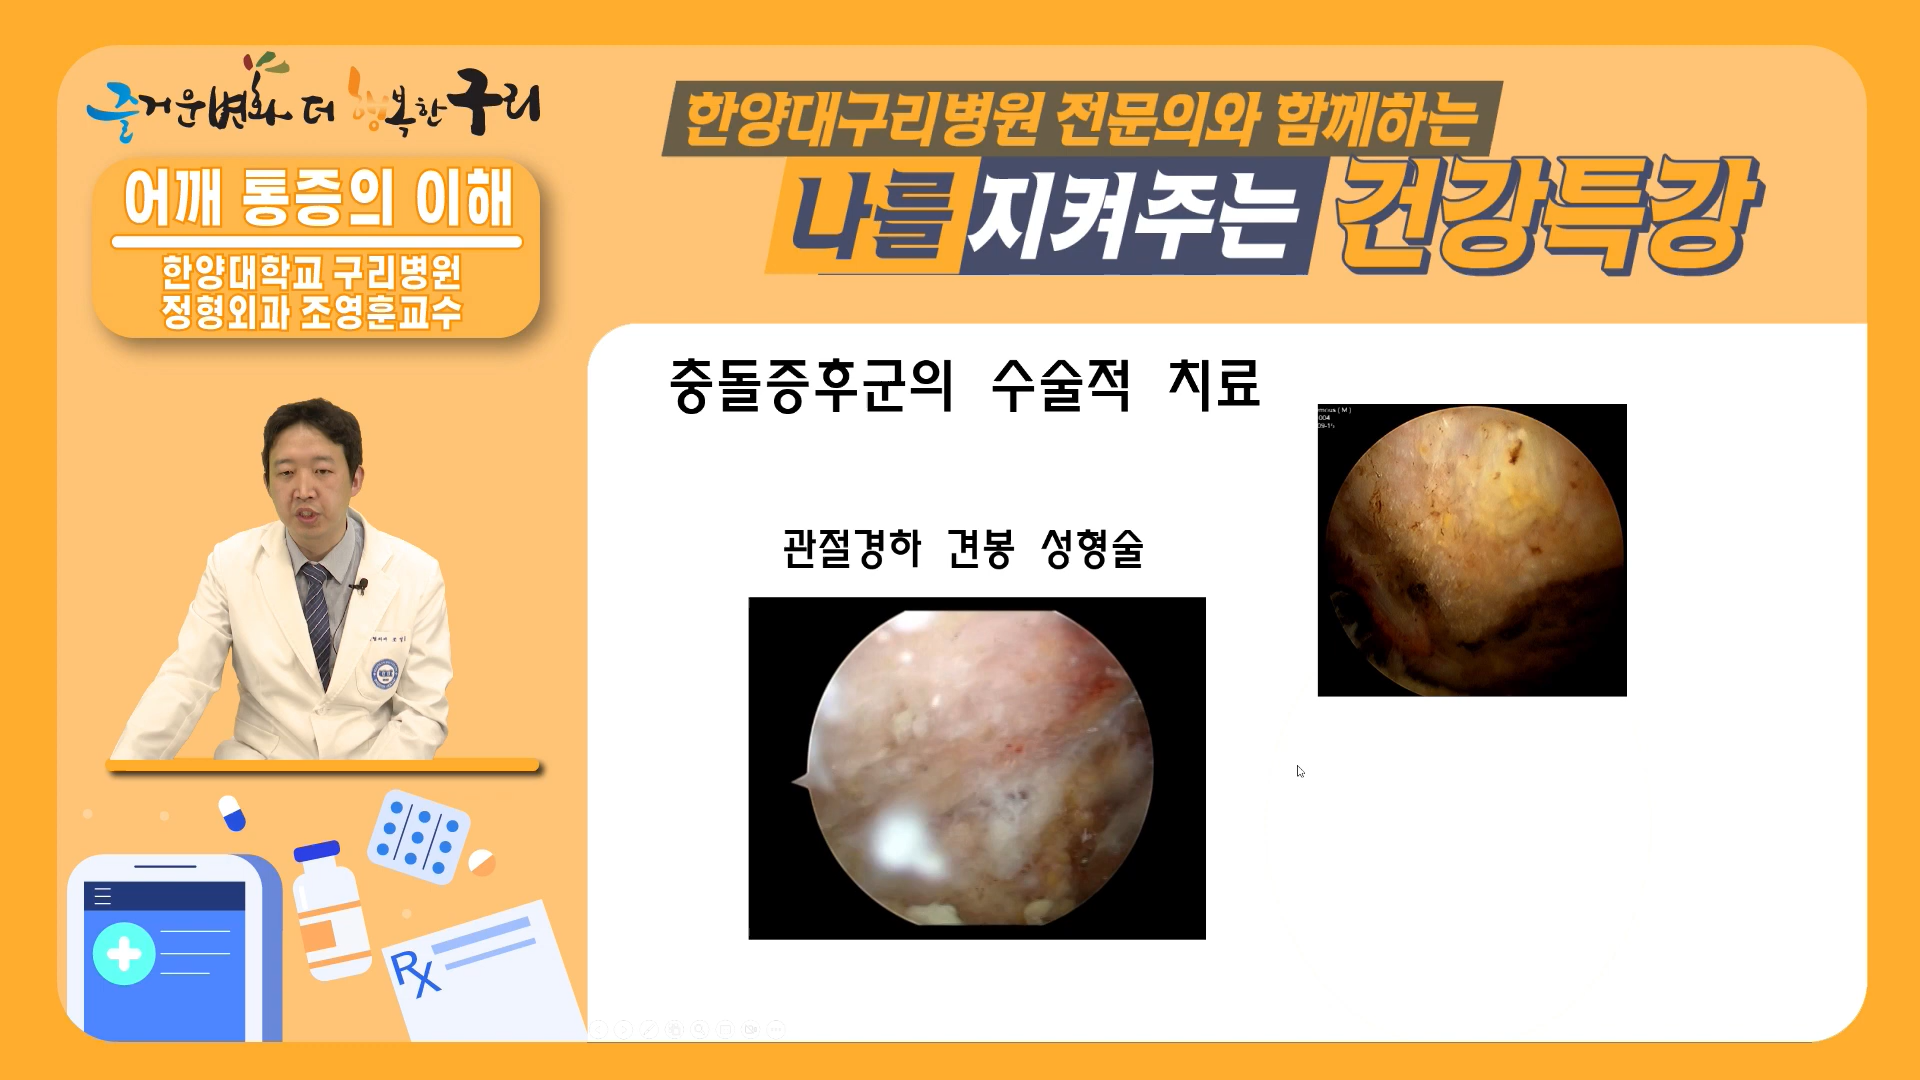 즐거운변화 더 행복한구리
어깨 통증의 이해
한양대학교 구리병원
정형외과 조영훈교수
한양대구리병원 전문의와 함께하는
나를 지켜주는 건강특강
충돌증후군의 수술적 치료
관절경하 견봉 성형술
( M )
004
Rx